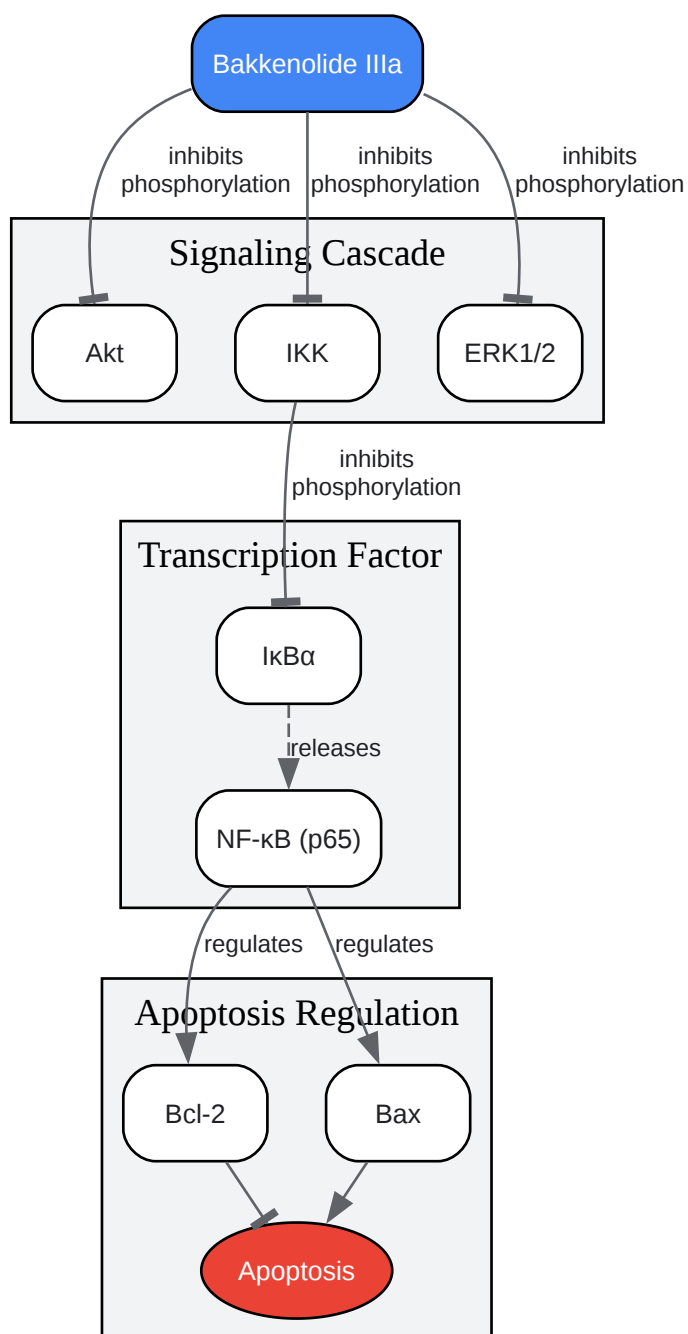 Bakkenolide IIIa
inhibits
phosphorylation
inhibits
phosphorylation
inhibits
phosphorylation
Signaling Cascade
Akt
IKK
ERK1/2
inhibits
phosphorylation
Transcription Factor
IκBα
releases
NF-κB (p65)
regulates
regulates
Apoptosis Regulation
Bcl-2
Bax
Apoptosis